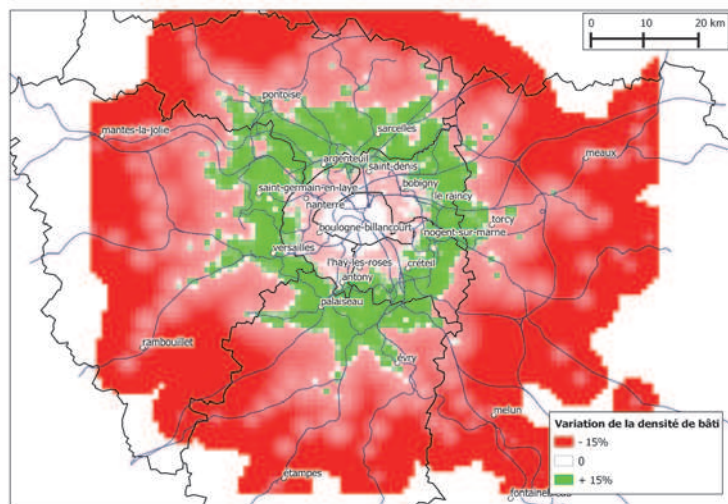 0 10 20 km
pontoise
mantes-la-jolie
sarcelles
argenteuil
saint-denis
meaux
bobigny
saint-germain-en-laye
le raincy
nanterre
torcy
boulogne-billancourt
nogent-sur-marne
versailles
l'hay-les-roses
créteil
antony
palaiseau
rambouillet
évry
melun
étampes
Variation de la densité de bâti
- 15%
0
+ 15%